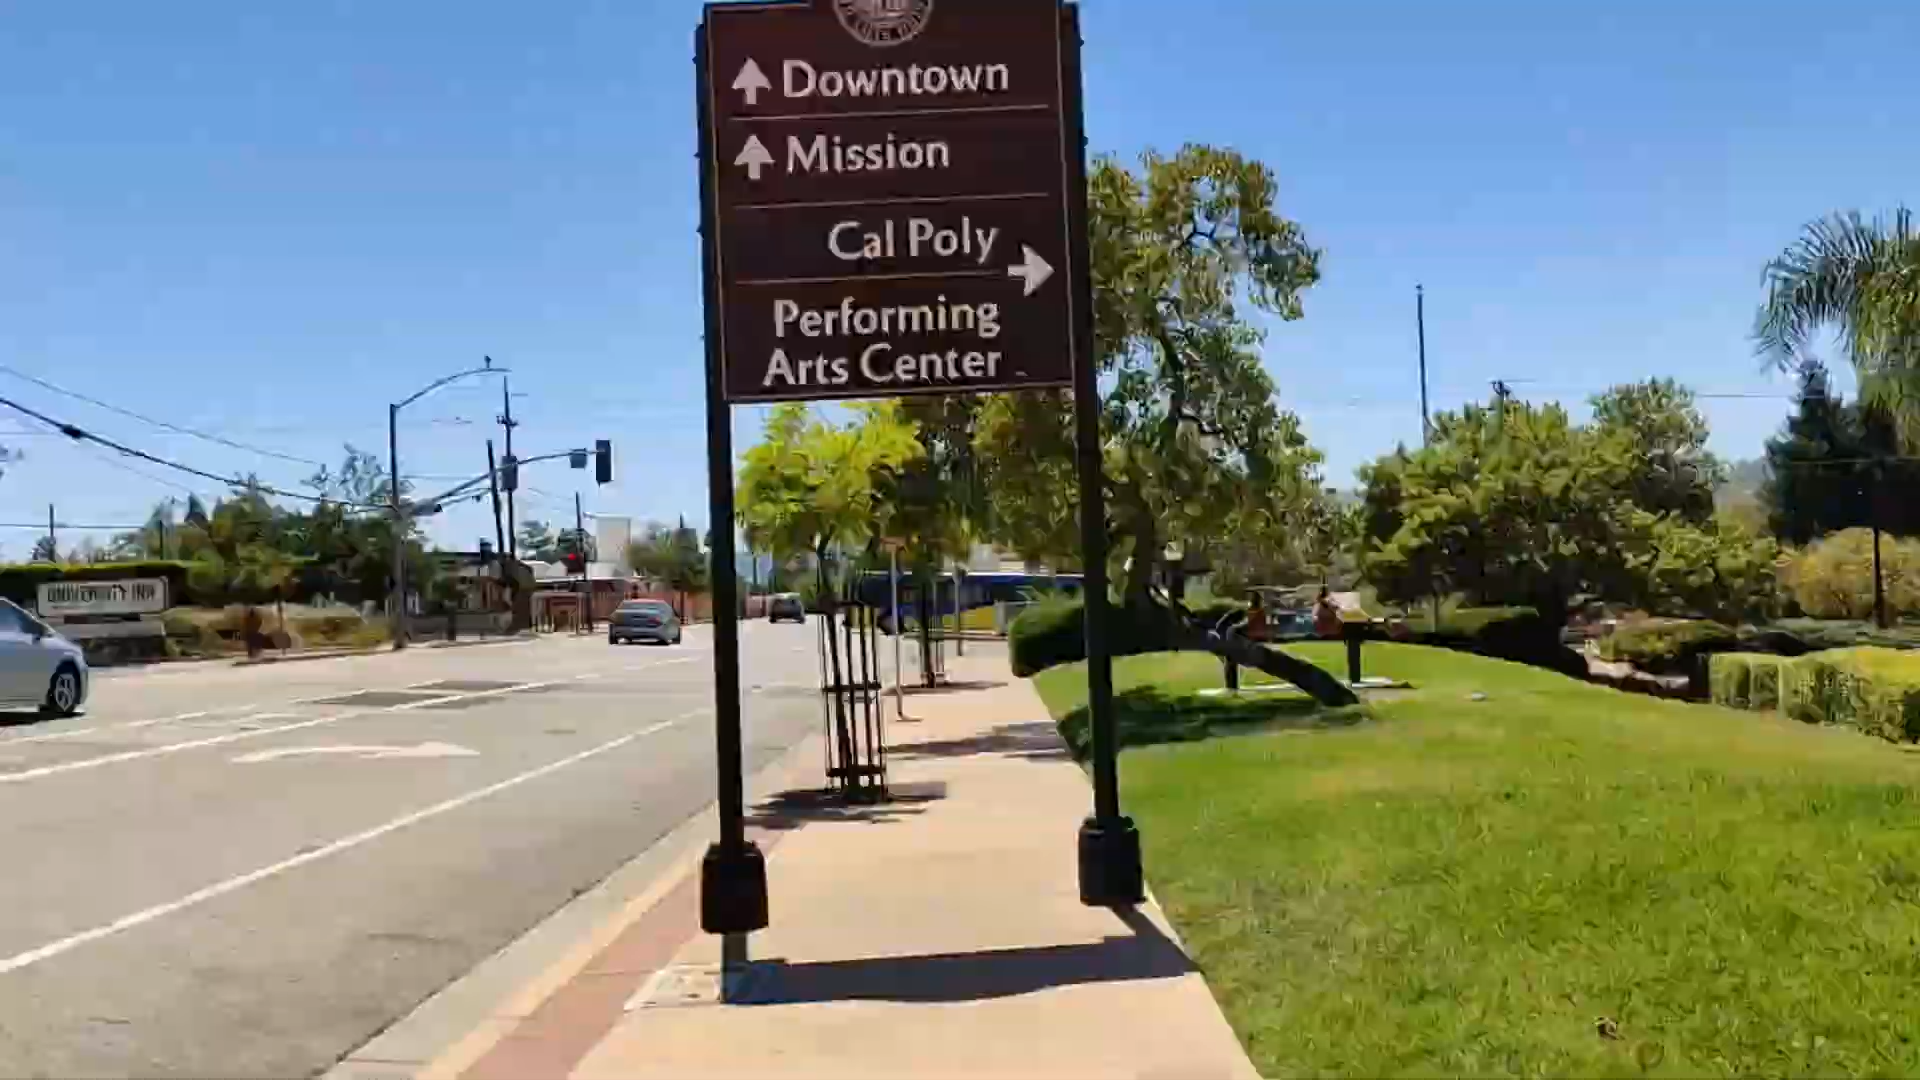 Downtown
Mission
Cal Poly
Performing
Arts Center
UNIVERSITY INN